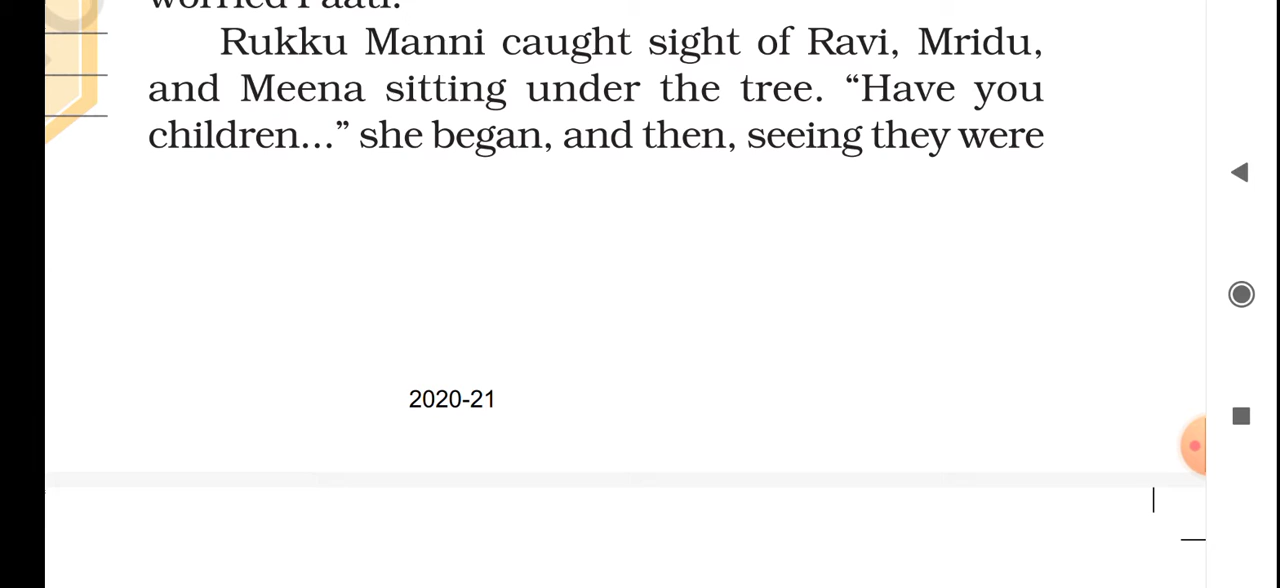 Rukku Manni caught sight of Ravi, Mridu,
and Meena sitting under the tree. “Have you
children...” she began, and then, seeing they were
2020-21